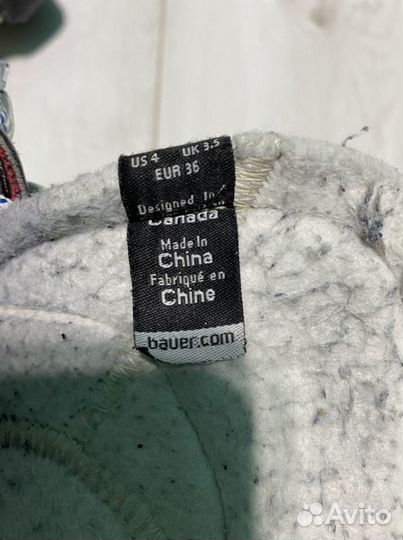 US 4 UK 3.5
EUR 36
Designed In
Canada
Made In
China
Fabriqué en
Chine
bauer.com
Avito